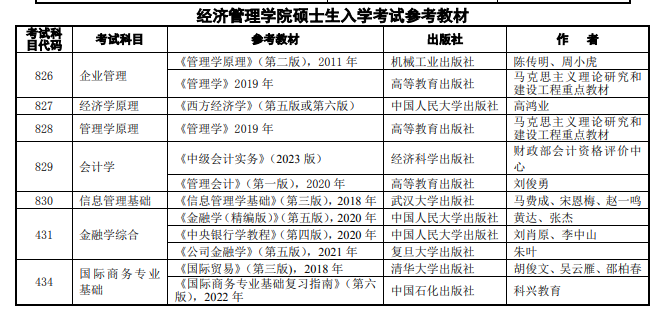 经济管理学院硕士生入学考试参考教材
考试科目代码 考试科目 参考教材 出版社 作 者
826 企业管理 《管理学原理》（第二版），2011 年 机械工业出版社 陈传明、周小虎
《管理学》2019 年 高等教育出版社 马克思主义理论研究和建设工程重点教材
827 经济学原理 《西方经济学》（第五版或第六版） 中国人民大学出版社 高鸿业
828 管理学原理 《管理学》2019 年 高等教育出版社 马克思主义理论研究和建设工程重点教材
829 会计学 《中级会计实务》（2023 版） 经济科学出版社 财政部会计资格评价中心
《管理会计》（第一版），2020 年 高等教育出版社 刘俊勇
830 信息管理基础 《信息管理学基础》（第三版），2018 年 武汉大学出版社 马费成、宋恩梅、赵一鸣
431 金融学综合 《金融学（精编版）》（第五版），2020 年 中国人民大学出版社 黄达、张杰
《中央银行学教程》（第四版），2020 年 中国人民大学出版社 刘肖原、李中山
《公司金融学》（第五版），2021 年 复旦大学出版社 朱叶
434 国际商务专业基础 《国际贸易》（第三版），2018 年 清华大学出版社 胡俊文、吴云雁、邵柏春
《国际商务专业基础复习指南》（第六版），2022 年 中国石化出版社 科兴教育